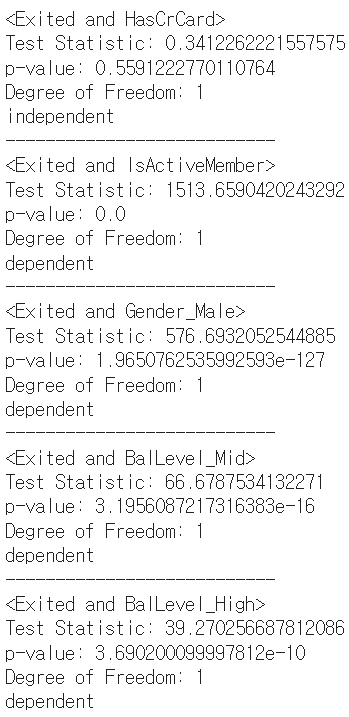 <Exited and HasCrCard>
Test Statistic: 0.3412262221557575
p-value: 0.5591222770110764
Degree of Freedom: 1
independent
---------------------------
<Exited and IsActiveMember>
Test Statistic: 1513.6590420243292
p-value: 0.0
Degree of Freedom: 1
dependent
---------------------------
<Exited and Gender_Male>
Test Statistic: 576.6932052544885
p-value: 1.9650762535992593e-127
Degree of Freedom: 1
dependent
---------------------------
<Exited and BalLevel_Mid>
Test Statistic: 66.6787534132271
p-value: 3.1956087217316383e-16
Degree of Freedom: 1
dependent
---------------------------
<Exited and BalLevel_High>
Test Statistic: 39.270256687812086
p-value: 3.690200099997812e-10
Degree of Freedom: 1
dependent